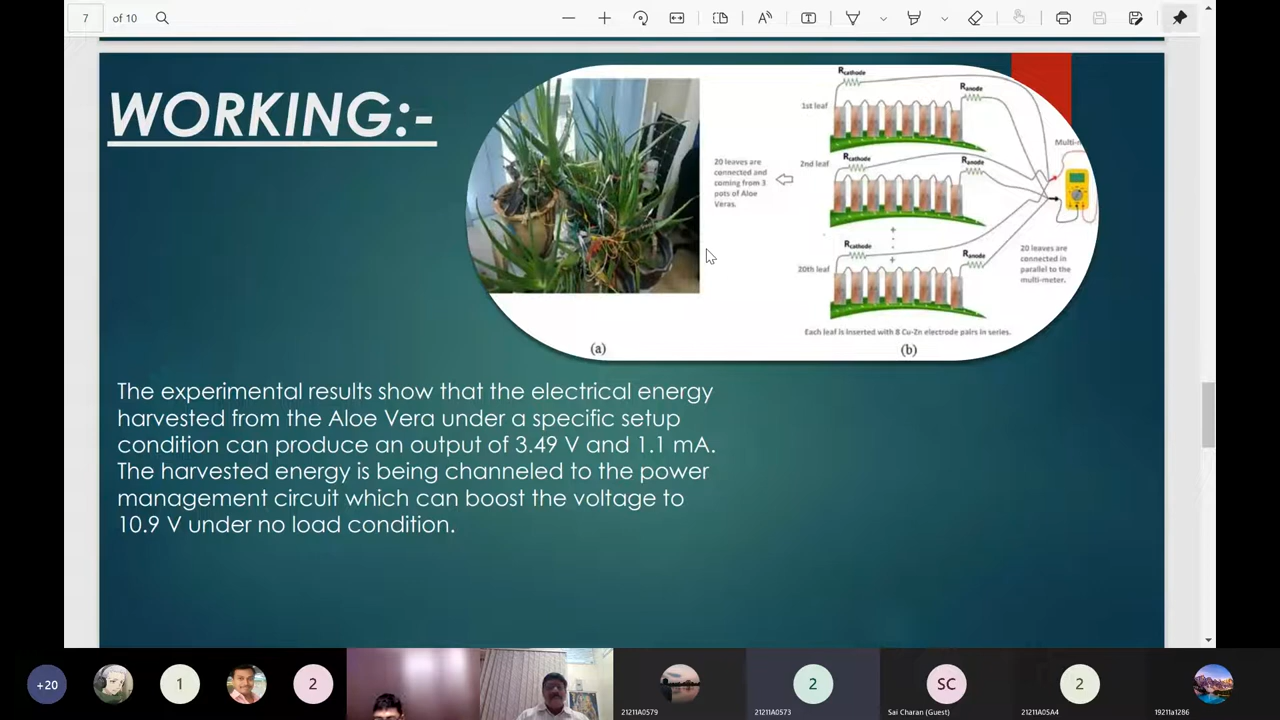 7 of 10
WORKING:-
Rcathode
Ranode
1st leaf
Multi-m
20 leaves are
connected and
coming from 3
pots of Aloe
Veras.
2nd leaf
Rcathode
Ranode
+
+
Rcathode
Ranode
20th leaf
20 leaves are
connected in
parallel to the
multi-meter.
Each leaf is inserted with 8 Cu-Zn electrode pairs in series.
(a)
(b)
The experimental results show that the electrical energy
harvested from the Aloe Vera under a specific setup
condition can produce an output of 3.49 V and 1.1 mA.
The harvested energy is being channeled to the power
management circuit which can boost the voltage to
10.9 V under no load condition.
+20
1
2
2
SC
2
21211A0579
21211A0573
Sai Charan (Guest)
21211A05A4
19211a1286